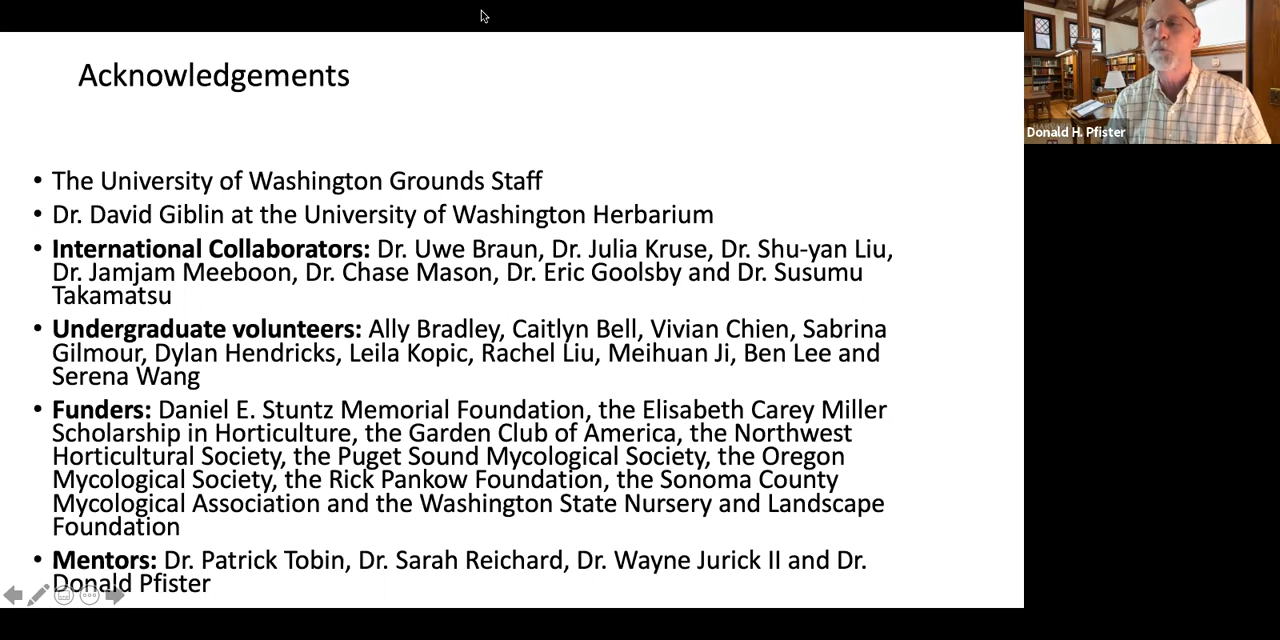 Acknowledgements
Donald H. Pfister
• The University of Washington Grounds Staff
• Dr. David Giblin at the University of Washington Herbarium
• International Collaborators: Dr. Uwe Braun, Dr. Julia Kruse, Dr. Shu-yan Liu,
Dr. Jamjam Meeboon, Dr. Chase Mason, Dr. Eric Goolsby and Dr. Susumu
Takamatsu
• Undergraduate volunteers: Ally Bradley, Caitlyn Bell, Vivian Chien, Sabrina
Gilmour, Dylan Hendricks, Leila Kopic, Rachel Liu, Meihuan Ji, Ben Lee and
Serena Wang
• Funders: Daniel E. Stuntz Memorial Foundation, the Elisabeth Carey Miller
Scholarship in Horticulture, the Garden Club of America, the Northwest
Horticultural Society, the Puget Sound Mycological Society, the Oregon
Mycological Society, the Rick Pankow Foundation, the Sonoma County
Mycological Association and the Washington State Nursery and Landscape
Foundation
• Mentors: Dr. Patrick Tobin, Dr. Sarah Reichard, Dr. Wayne Jurick II and Dr.
Donald Pfister